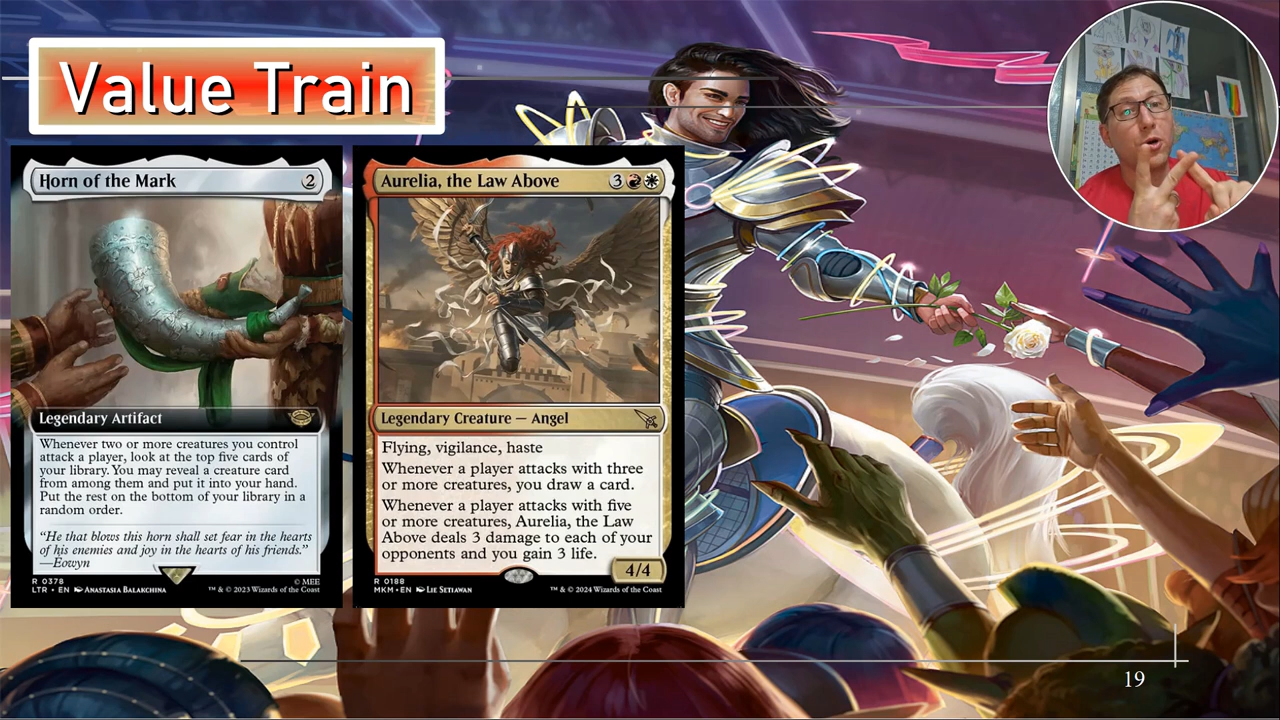 Value Train
Horn of the Mark 2
Legendary Artifact
Whenever two or more creatures you control
attack a player, look at the top five cards of
your library. You may reveal a creature card
from among them and put it into your hand.
Put the rest on the bottom of your library in a
random order.
“He that blows this horn shall set fear in the hearts
of his enemies and joy in the hearts of his friends.”
—Éowyn
R 0378 © MEE
LTR • EN Anastasia Balakchina ™ & © 2023 Wizards of the Coast
Aurelia, the Law Above 3
Legendary Creature — Angel
Flying, vigilance, haste
Whenever a player attacks with three
or more creatures, you draw a card.
Whenever a player attacks with five
or more creatures, Aurelia, the Law
Above deals 3 damage to each of your
opponents and you gain 3 life.
4/4
R 0188
MKM • EN Lie Setiawan ™ & © 2024 Wizards of the Coast
19